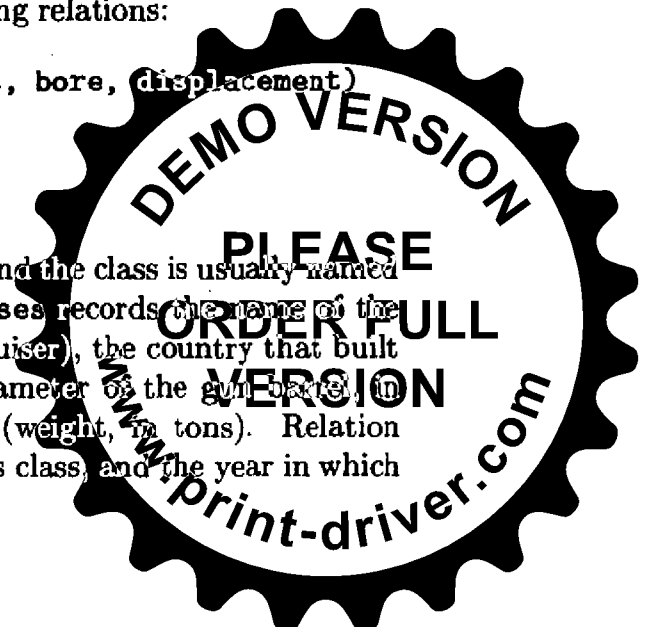 ng relations:
, bore, displacement)
DEMO VERSION
PLEASE
nd the class is usually named
ses records the name of the
ORDER FULL
uiser), the country that built
ameter of the gun barrel, in
VERSION
(weight, in tons). Relation
s class, and the year in which
www.print-driver.com